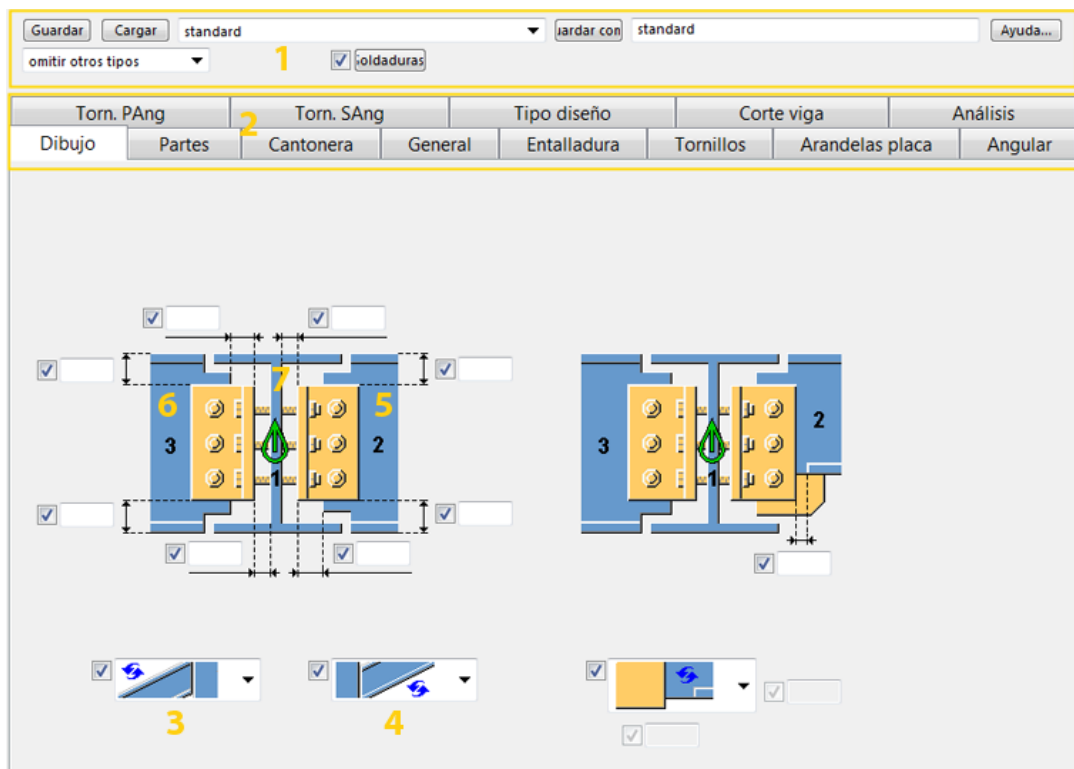 Guardar Cargar standard uardar con standard Ayuda...
omitir otros tipos 1 Soldaduras
Torn. PAng Torn. SAng Tipo diseño Corte viga Análisis
2
Dibujo Partes Cantonera General Entalladura Tornillos Arandelas placa Angular
7
6 5
3 2 3 2
1 1
3 4